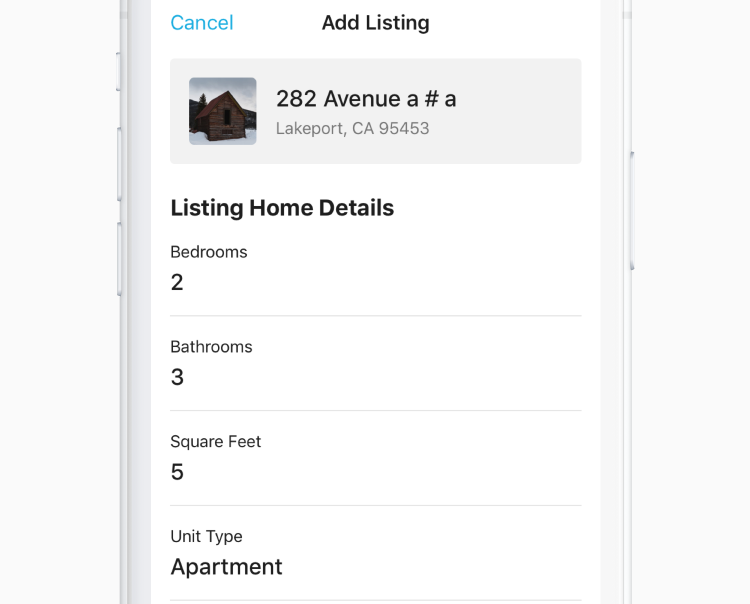 Cancel
Add Listing
282 Avenue a # a
Lakeport, CA 95453
Listing Home Details
Bedrooms
2
Bathrooms
3
Square Feet
5
Unit Type
Apartment